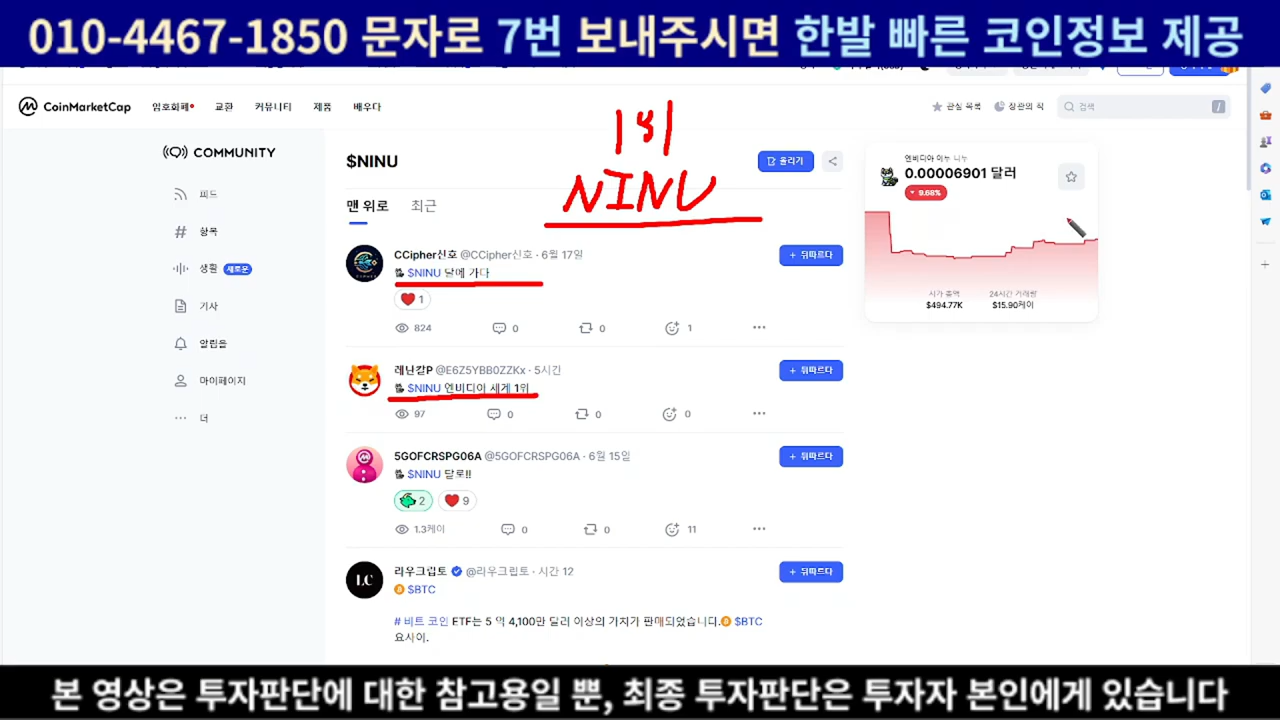 010-4467-1850 문자로 7번 보내주시면 한발 빠른 코인정보 제공
CoinMarketCap
암호화폐
교환
커뮤니티
제품
배우다
관심 목록
장관의 직
검색
/
COMMUNITY
피드
항목
생활 새로운
기사
알림을
마이페이지
더
$NINU
올리기
1위
NINU
맨 위로
최근
CCipher신호 @CCipher신호 · 6월 17일
+ 뒤따르다
$NINU 달에 가다
1
824
0
0
1
레닌칼P @E6Z5YBB0ZZKx · 5시간
+ 뒤따르다
$NINU 엔비디아 세계 1위
97
0
0
0
5GOFCRSPG06A @5GOFCRSPG06A · 6월 15일
+ 뒤따르다
$NINU 달로!!
2
9
1.3케이
0
0
11
LC
라우크립토 @라우크립토 · 시간 12
+ 뒤따르다
$BTC
# 비트 코인 ETF는 5 억 4,100만 달러 이상의 가치가 판매되었습니다. $BTC
요사이.
엔비디아 이누 니누
0.00006901 달러
9.68%
시가 총액
$494.77K
24시간 거래량
$15.90케이
본 영상은 투자판단에 대한 참고용일 뿐, 최종 투자판단은 투자자 본인에게 있습니다